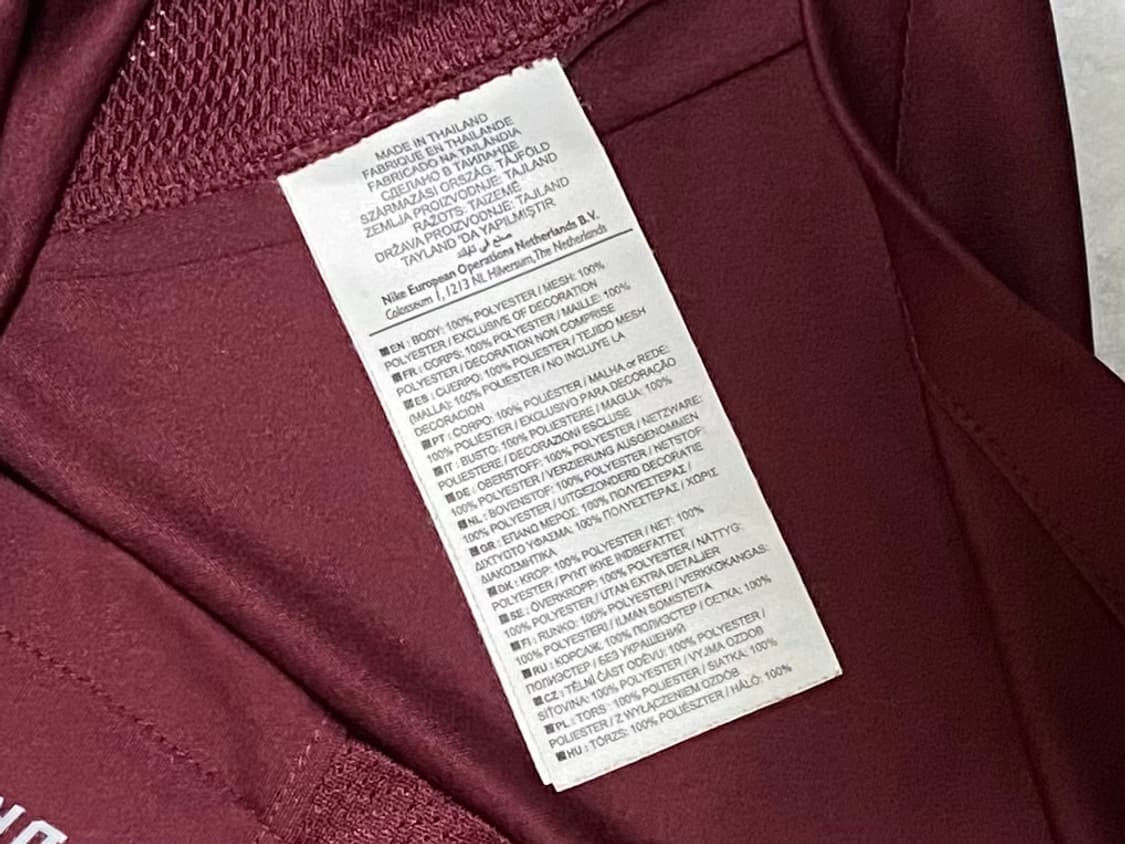 MADE IN THAILAND
FABRIQUE EN THAILANDE
FABRICADO NA TAILÂNDIA
СДЕЛАНО В ТАИЛАНДЕ
SZÁRMAZÁSI ORSZÁG: TÁJFÖLD
ZEMLJA PROIZVODNJE: TAJLAND
RAŽOTS: TAIZEMĒ
DRŽAVA PROIZVODNJE: TAJLAND
TAYLAND 'DA YAPILMIŞTIR
صنع في تايلاند
Nike European Operations Netherlands B.V.
Colosseum 1, 1213 NL Hilversum, The Netherlands
EN : BODY: 100% POLYESTER / MESH: 100%
POLYESTER / EXCLUSIVE OF DECORATION
FR : CORPS: 100% POLYESTER / MAILLE: 100%
POLYESTER / DECORATION NON COMPRISE
ES : CUERPO: 100% POLIESTER / TEJIDO MESH
(MALLA): 100% POLIESTER / NO INCLUYE LA
DECORACION
PT : CORPO: 100% POLIÉSTER / MALHA or REDE:
100% POLIÉSTER / EXCLUSIVO PARA DECORAÇÃO
IT : BUSTO: 100% POLIESTERE / MAGLIA: 100%
POLIESTERE / DECORAZIONI ESCLUSE
DE : OBERSTOFF: 100% POLYESTER / NETZWARE:
100% POLYESTER / VERZIERUNG AUSGENOMMEN
NL : BOVENSTOF: 100% POLYESTER / NETSTOF:
100% POLYESTER / UITGEZONDERD DECORATIE
GR : ΕΠΑΝΩ ΜΕΡΟΣ: 100% ΠΟΛΥΕΣΤΕΡΑΣ /
ΔΙΧΤΥΩΤΟ ΥΦΑΣΜΑ: 100% ΠΟΛΥΕΣΤΕΡΑΣ / ΧΩΡΙΣ
ΔΙΑΚΟΣΜΗΤΙΚΑ
DK : KROP: 100% POLYESTER / NET: 100%
POLYESTER / PYNT IKKE INDBEFATTET
SE : ÖVERKROPP: 100% POLYESTER / NÄTTYG:
100% POLYESTER / UTAN EXTRA DETALJER
FI : RUNKO: 100% POLYESTERI / VERKKOKANGAS:
100% POLYESTERI / ILMAN SOMISTEITA
RU : КОРСАЖ: 100% ПОЛИЭСТЕР / СЕТКА: 100%
ПОЛИЭСТЕР / БЕЗ УКРАШЕНИЙ
CZ : TĚLNÍ ČÁST ODĚVU: 100% POLYESTER /
SÍŤOVINA: 100% POLYESTER / VYJMA OZDOB
PL : TORS: 100% POLIESTER / SIATKA: 100%
POLIESTER / Z WYŁĄCZENIEM OZDÓB
HU : TÖRZS: 100% POLIÉSZTER / HÁLÓ: 100%